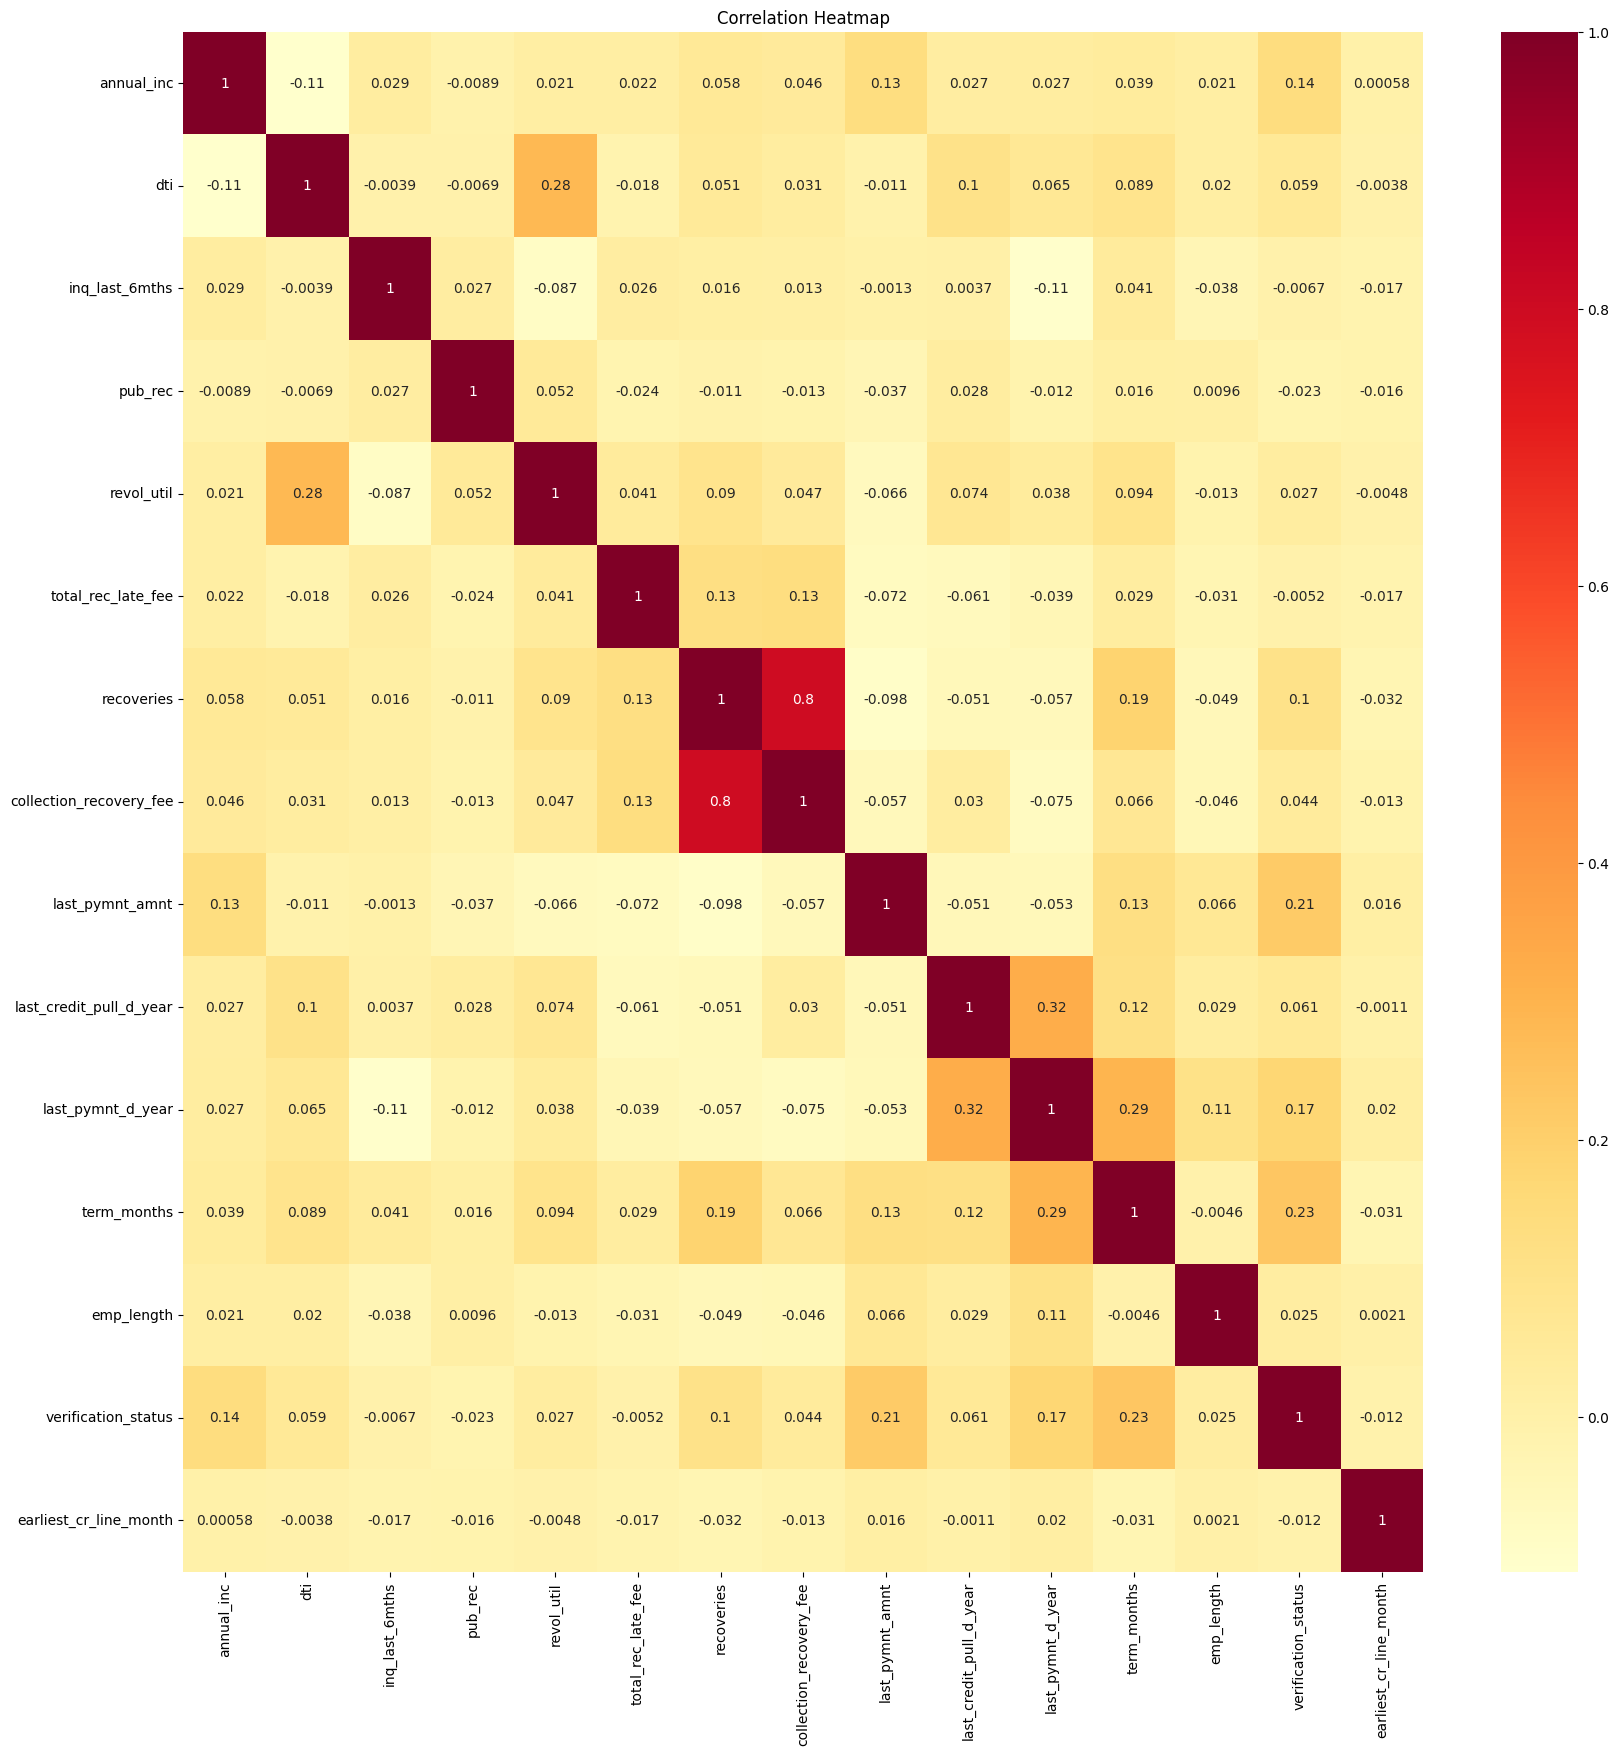 Correlation Heatmap
annual_inc 1 -0.11 0.029 -0.0089 0.021 0.022 0.058 0.046 0.13 0.027 0.027 0.039 0.021 0.14 0.00058
dti -0.11 1 -0.0039 -0.0069 0.28 -0.018 0.051 0.031 -0.011 0.1 0.065 0.089 0.02 0.059 -0.0038
inq_last_6mths 0.029 -0.0039 1 0.027 -0.087 0.026 0.016 0.013 -0.0013 0.0037 -0.11 0.041 -0.038 -0.0067 -0.017
pub_rec -0.0089 -0.0069 0.027 1 0.052 -0.024 -0.011 -0.013 -0.037 0.028 -0.012 0.016 0.0096 -0.023 -0.016
revol_util 0.021 0.28 -0.087 0.052 1 0.041 0.09 0.047 -0.066 0.074 0.038 0.094 -0.013 0.027 -0.0048
total_rec_late_fee 0.022 -0.018 0.026 -0.024 0.041 1 0.13 0.13 -0.072 -0.061 -0.039 0.029 -0.031 -0.0052 -0.017
recoveries 0.058 0.051 0.016 -0.011 0.09 0.13 1 0.8 -0.098 -0.051 -0.057 0.19 -0.049 0.1 -0.032
collection_recovery_fee 0.046 0.031 0.013 -0.013 0.047 0.13 0.8 1 -0.057 0.03 -0.075 0.066 -0.046 0.044 -0.013
last_pymnt_amnt 0.13 -0.011 -0.0013 -0.037 -0.066 -0.072 -0.098 -0.057 1 -0.051 -0.053 0.13 0.066 0.21 0.016
last_credit_pull_d_year 0.027 0.1 0.0037 0.028 0.074 -0.061 -0.051 0.03 -0.051 1 0.32 0.12 0.029 0.061 -0.0011
last_pymnt_d_year 0.027 0.065 -0.11 -0.012 0.038 -0.039 -0.057 -0.075 -0.053 0.32 1 0.29 0.11 0.17 0.02
term_months 0.039 0.089 0.041 0.016 0.094 0.029 0.19 0.066 0.13 0.12 0.29 1 -0.0046 0.23 -0.031
emp_length 0.021 0.02 -0.038 0.0096 -0.013 -0.031 -0.049 -0.046 0.066 0.029 0.11 -0.0046 1 0.025 0.0021
verification_status 0.14 0.059 -0.0067 -0.023 0.027 -0.0052 0.1 0.044 0.21 0.061 0.17 0.23 0.025 1 -0.012
earliest_cr_line_month 0.00058 -0.0038 -0.017 -0.016 -0.0048 -0.017 -0.032 -0.013 0.016 -0.0011 0.02 -0.031 0.0021 -0.012 1
annual_inc
dti
inq_last_6mths
pub_rec
revol_util
total_rec_late_fee
recoveries
collection_recovery_fee
last_pymnt_amnt
last_credit_pull_d_year
last_pymnt_d_year
term_months
emp_length
verification_status
earliest_cr_line_month
1.0
0.8
0.6
0.4
0.2
0.0